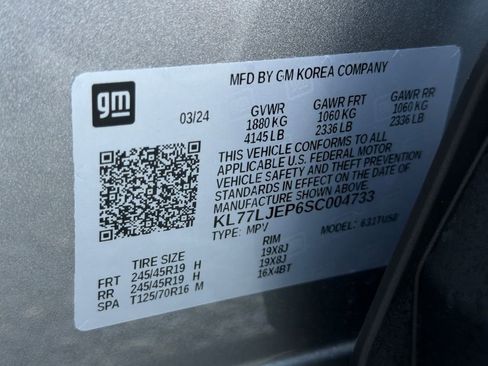 gm
MFD BY GM KOREA COMPANY
03/24 GVWR GAWR FRT GAWR RR
1880 KG 1060 KG 1060 KG
4145 LB 2336 LB 2336 LB
THIS VEHICLE CONFORMS TO ALL
APPLICABLE U.S. FEDERAL MOTOR
VEHICLE SAFETY AND THEFT PREVENTION
STANDARDS IN EFFECT ON THE DATE OF
MANUFACTURE SHOWN ABOVE.
KL77LJEP6SC004733
TYPE: MPV MODEL: 631TU58
TIRE SIZE RIM
FRT 245/45R19 H 19X8J
RR 245/45R19 H 19X8J
SPA T125/70R16 M 16X4BT